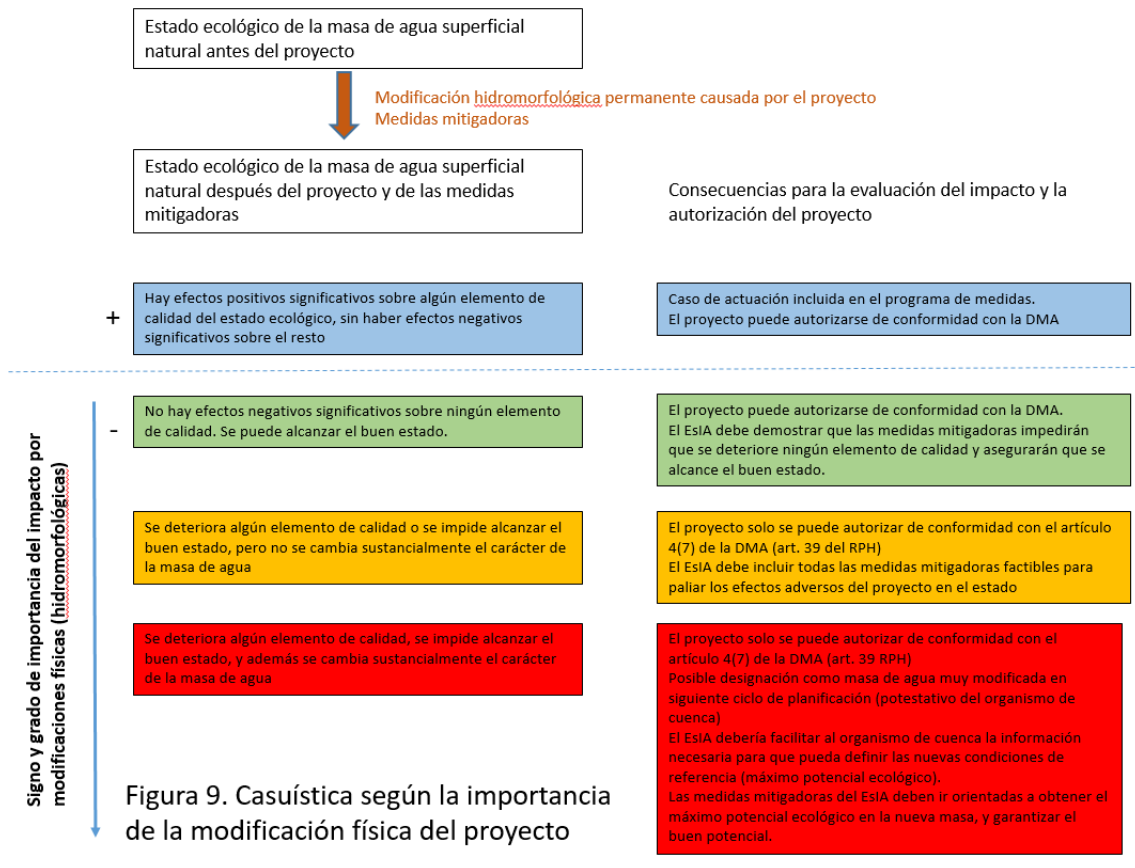 Estado ecológico de la masa de agua superficial
natural antes del proyecto
Modificación hidromorfológica permanente causada por el proyecto
Medidas mitigadoras
Estado ecológico de la masa de agua superficial
natural después del proyecto y de las medidas
mitigadoras
Consecuencias para la evaluación del impacto y la
autorización del proyecto
+
Hay efectos positivos significativos sobre algún elemento de
calidad del estado ecológico, sin haber efectos negativos
significativos sobre el resto
Caso de actuación incluida en el programa de medidas.
El proyecto puede autorizarse de conformidad con la DMA
-
No hay efectos negativos significativos sobre ningún elemento
de calidad. Se puede alcanzar el buen estado.
El proyecto puede autorizarse de conformidad con la DMA.
El EsIA debe demostrar que las medidas mitigadoras impedirán
que se deteriore ningún elemento de calidad y asegurarán que se
alcance el buen estado.
Se deteriora algún elemento de calidad o se impide alcanzar el
buen estado, pero no se cambia sustancialmente el carácter de
la masa de agua
El proyecto solo se puede autorizar de conformidad con el artículo
4(7) de la DMA (art. 39 del RPH)
El EsIA debe incluir todas las medidas mitigadoras factibles para
paliar los efectos adversos del proyecto en el estado
Se deteriora algún elemento de calidad, se impide alcanzar el
buen estado, y además se cambia sustancialmente el carácter
de la masa de agua
El proyecto solo se puede autorizar de conformidad con el
artículo 4(7) de la DMA (art. 39 RPH)
Posible designación como masa de agua muy modificada en
siguiente ciclo de planificación (potestativo del organismo de
cuenca)
El EsIA debería facilitar al organismo de cuenca la información
necesaria para que pueda definir las nuevas condiciones de
referencia (máximo potencial ecológico).
Las medidas mitigadoras del EsIA deben ir orientadas a obtener el
máximo potencial ecológico en la nueva masa, y garantizar el
buen potencial.
Signo y grado de importancia del impacto por
modificaciones físicas (hidromorfológicas)
Figura 9. Casuística según la importancia
de la modificación física del proyecto